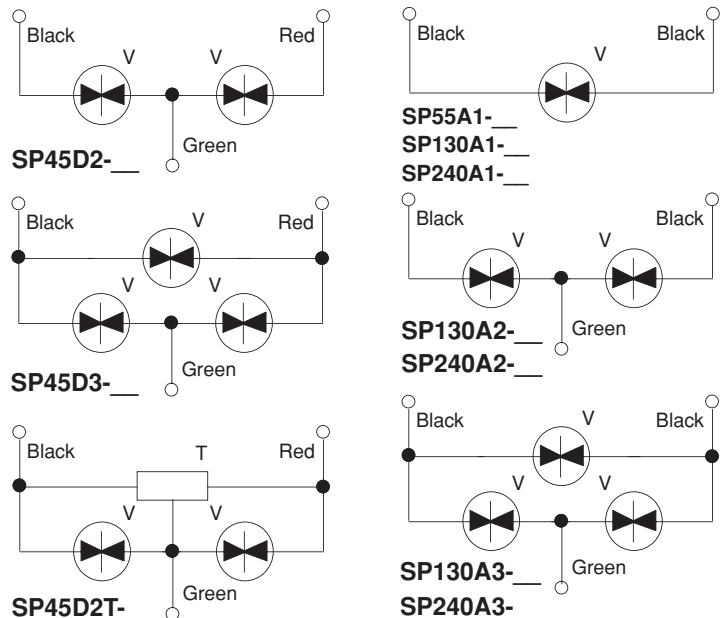 Black Red
V V
Green
SP45D2-__
Black Red
V
V V
Green
SP45D3-__
Black T Red
V V
Green
SP45D2T-
Black Black
V
SP55A1-__
SP130A1-__
SP240A1-__
Black Black
V V
SP130A2-__ Green
SP240A2-__
Black Black
V
V V
SP130A3-__ Green
SP240A3-